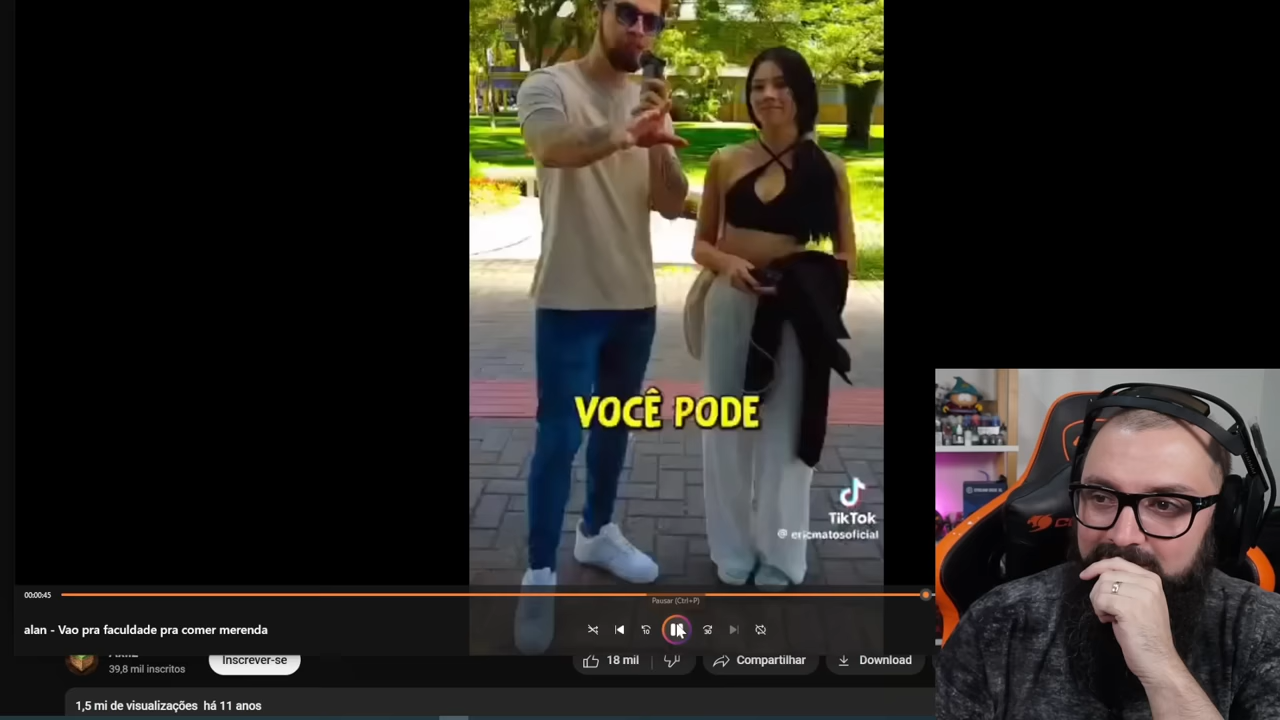 VOCÊ PODE
TikTok
@ ericmatosoficial
00:00:45
Pausar (Ctrl+P)
alan - Vao pra faculdade pra comer merenda
39,8 mil inscritos
Inscrever-se
18 mil
Compartilhar
Download
1,5 mi de visualizações há 11 anos